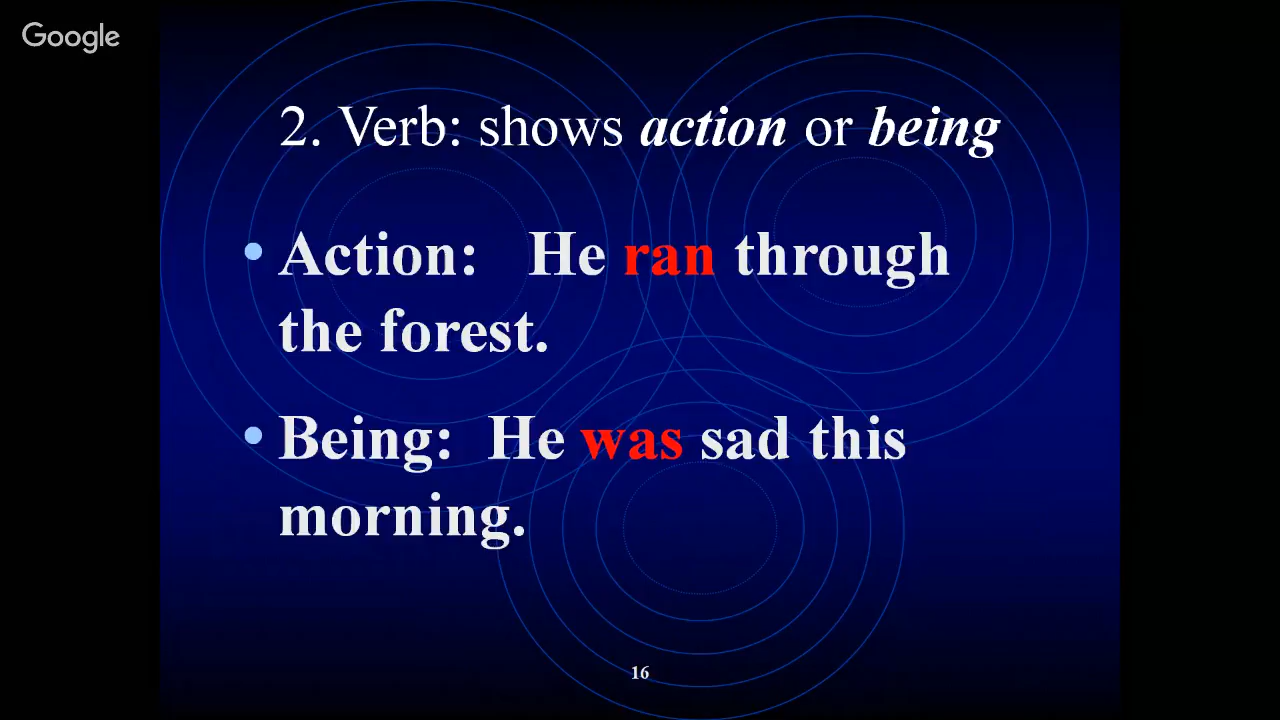 Google
2. Verb: shows action or being
• Action: He ran through
the forest.
• Being: He was sad this
morning.
16